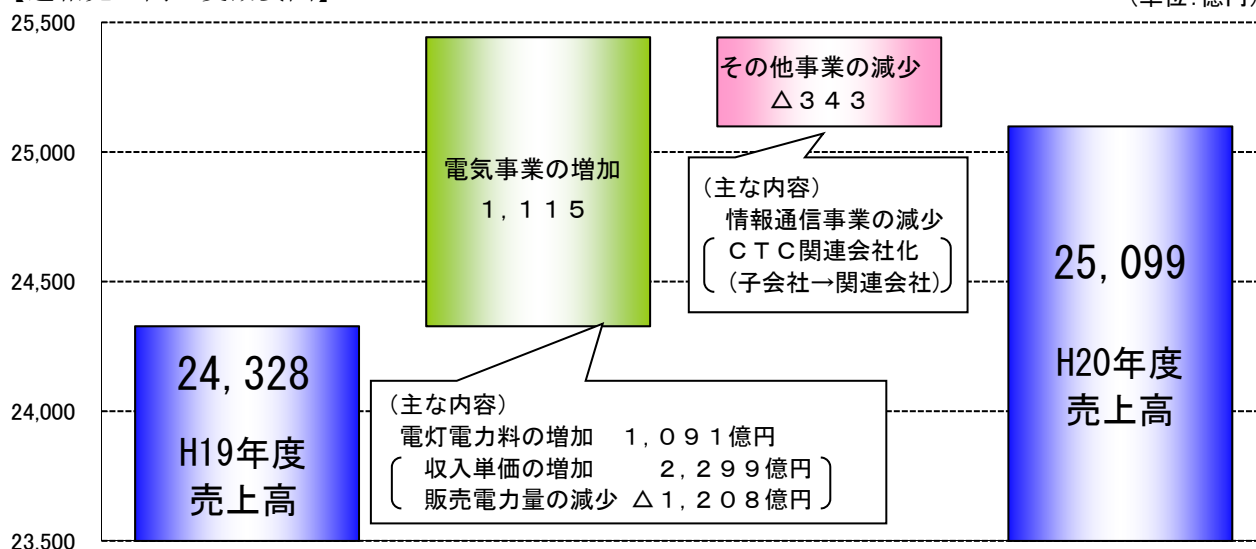 25,500
25,000
24,500
24,000
23,500
24,328
H19年度
売上高
電気事業の増加
１,１１５
その他事業の減少
△３４３
（主な内容）
情報通信事業の減少
ＣＴＣ関連会社化
（子会社→関連会社）
（主な内容）
電灯電力料の増加　１,０９１億円
収入単価の増加　２,２９９億円
販売電力量の減少 △１,２０８億円
25,099
H20年度
売上高